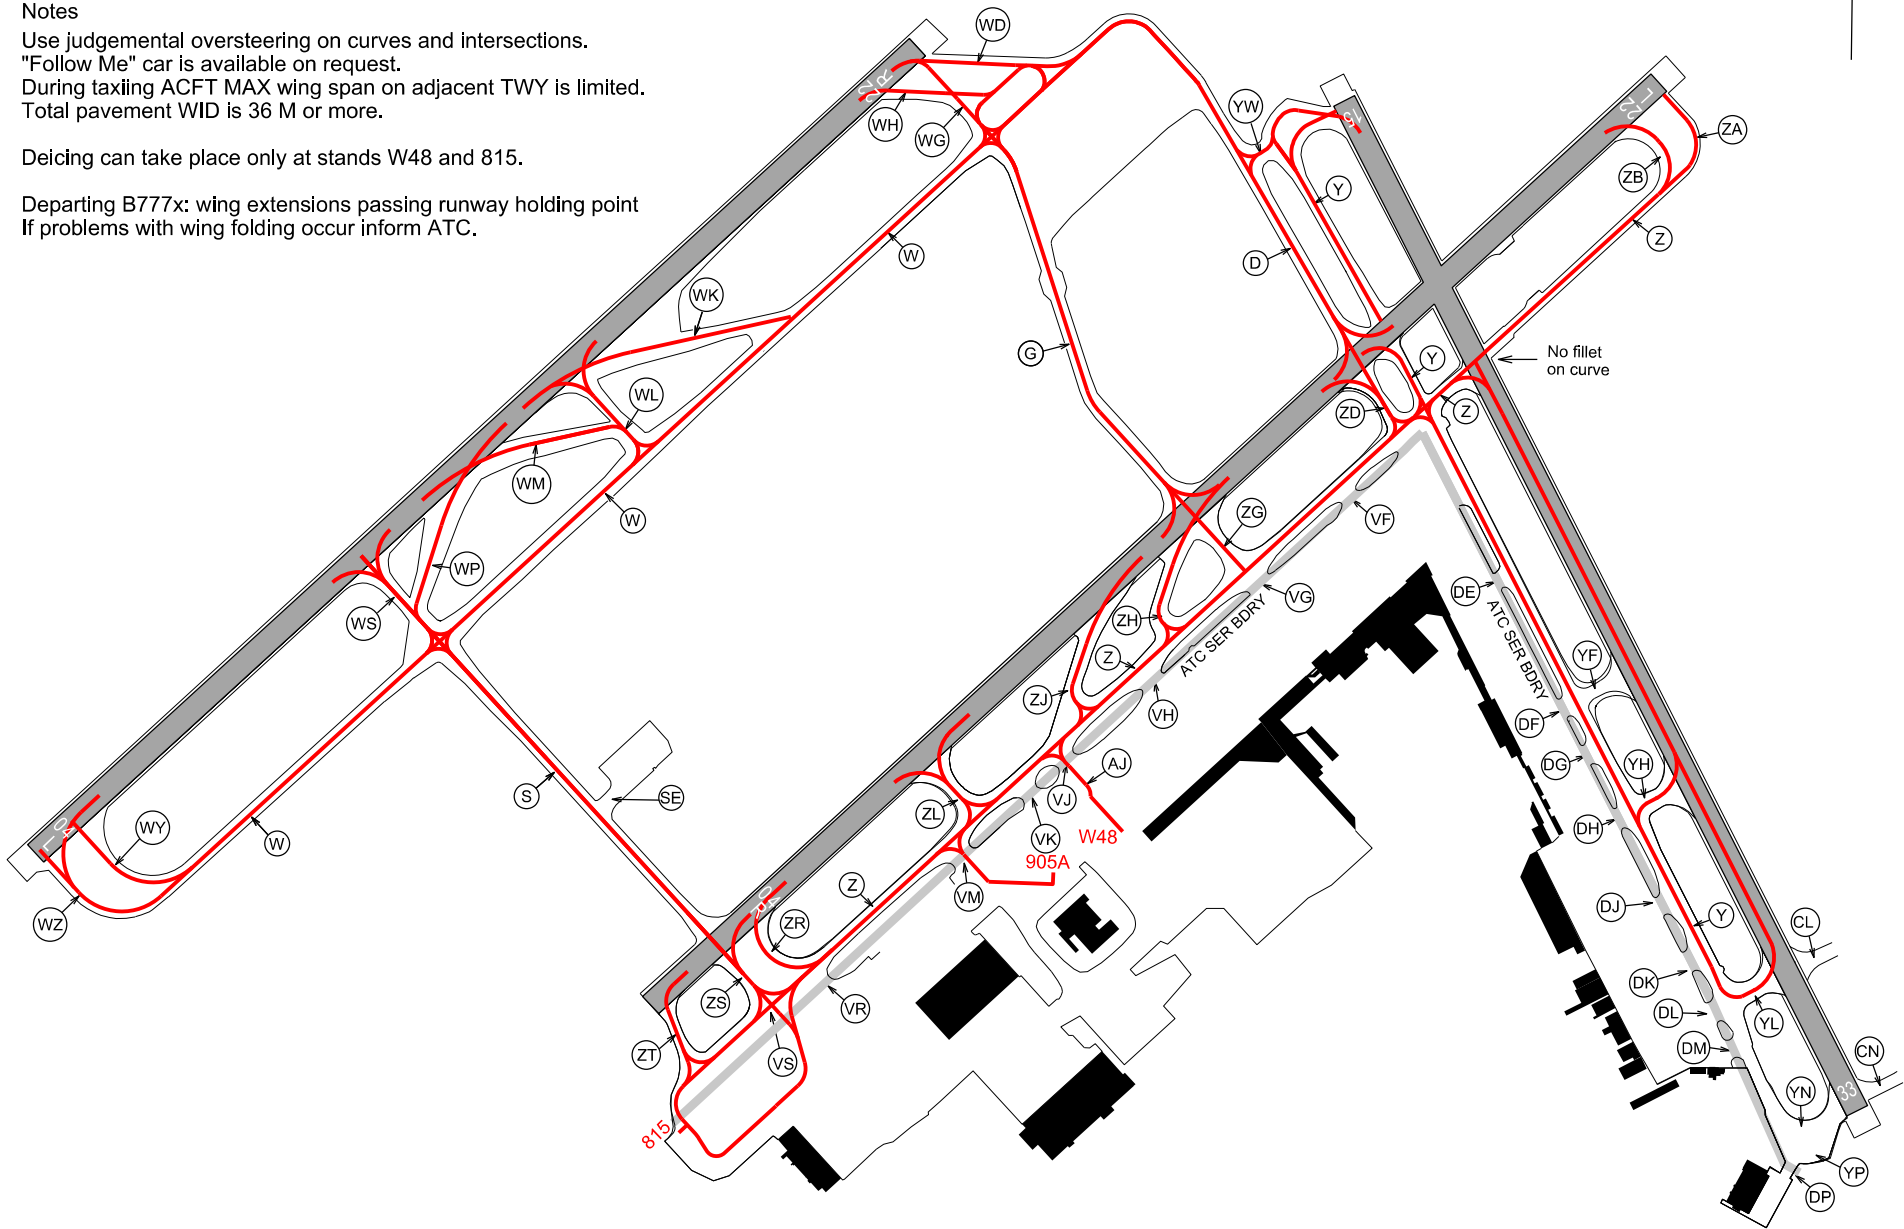 Notes
Use judgemental oversteering on curves and intersections.
"Follow Me" car is available on request.
During taxiing ACFT MAX wing span on adjacent TWY is limited.
Total pavement WID is 36 M or more.
Deicing can take place only at stands W48 and 815.
Departing B777x: wing extensions passing runway holding point
If problems with wing folding occur inform ATC.
WD
22
R
WH
WG
YW
15
22
L
ZA
ZB
Y
Z
W
D
WK
G
No fillet
on curve
Y
WL
ZD
Z
WM
W
ZG
VF
WP
DE
VG
ATC SER BDRY
ATC SER BDRY
WS
ZH
Z
YF
ZJ
VH
DF
AJ
DG
YH
S
SE
VJ
ZL
VK
W48
DH
04
L
WY
W
905A
Z
VM
DJ
Y
04
R
ZR
WZ
CL
DK
ZS
VR
DL
YL
ZT
VS
DM
CN
YN
33
815
YP
DP